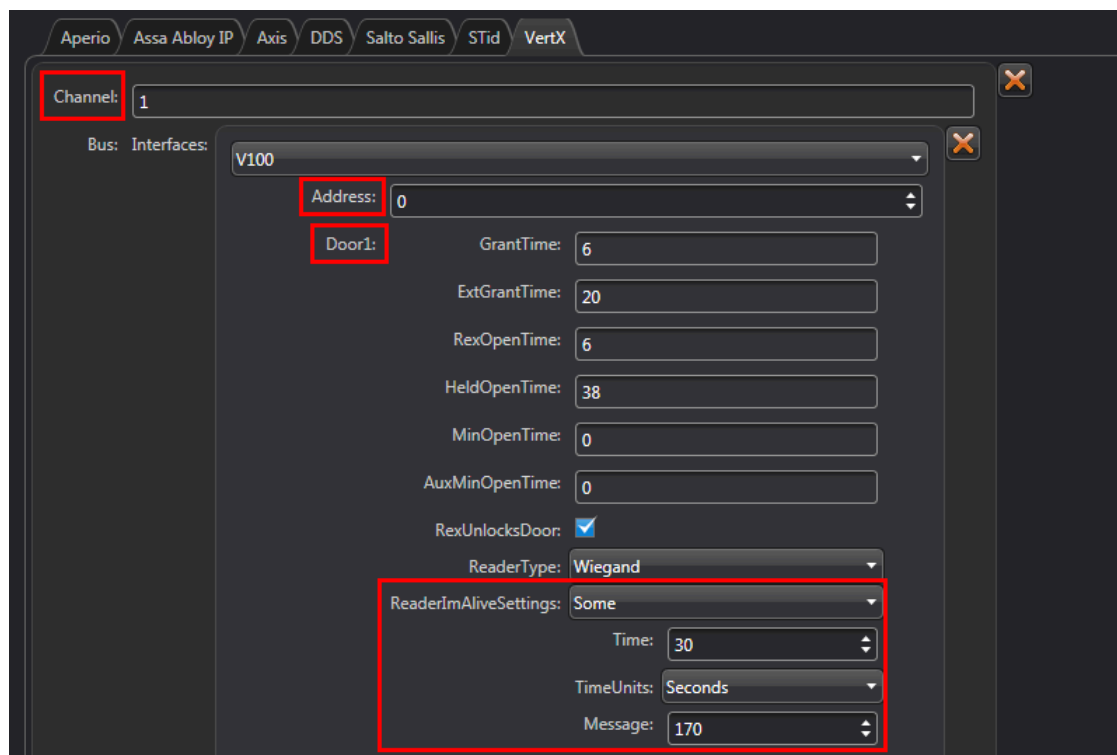 Aperio Assa Abloy IP Axis DDS Salto Sallis STid VertX
Channel: 1
Bus: Interfaces: V100
Address: 0
Door1: GrantTime: 6
ExtGrantTime: 20
RexOpenTime: 6
HeldOpenTime: 38
MinOpenTime: 0
AuxMinOpenTime: 0
RexUnlocksDoor:
ReaderType: Wiegand
ReaderImAliveSettings: Some
Time: 30
TimeUnits: Seconds
Message: 170